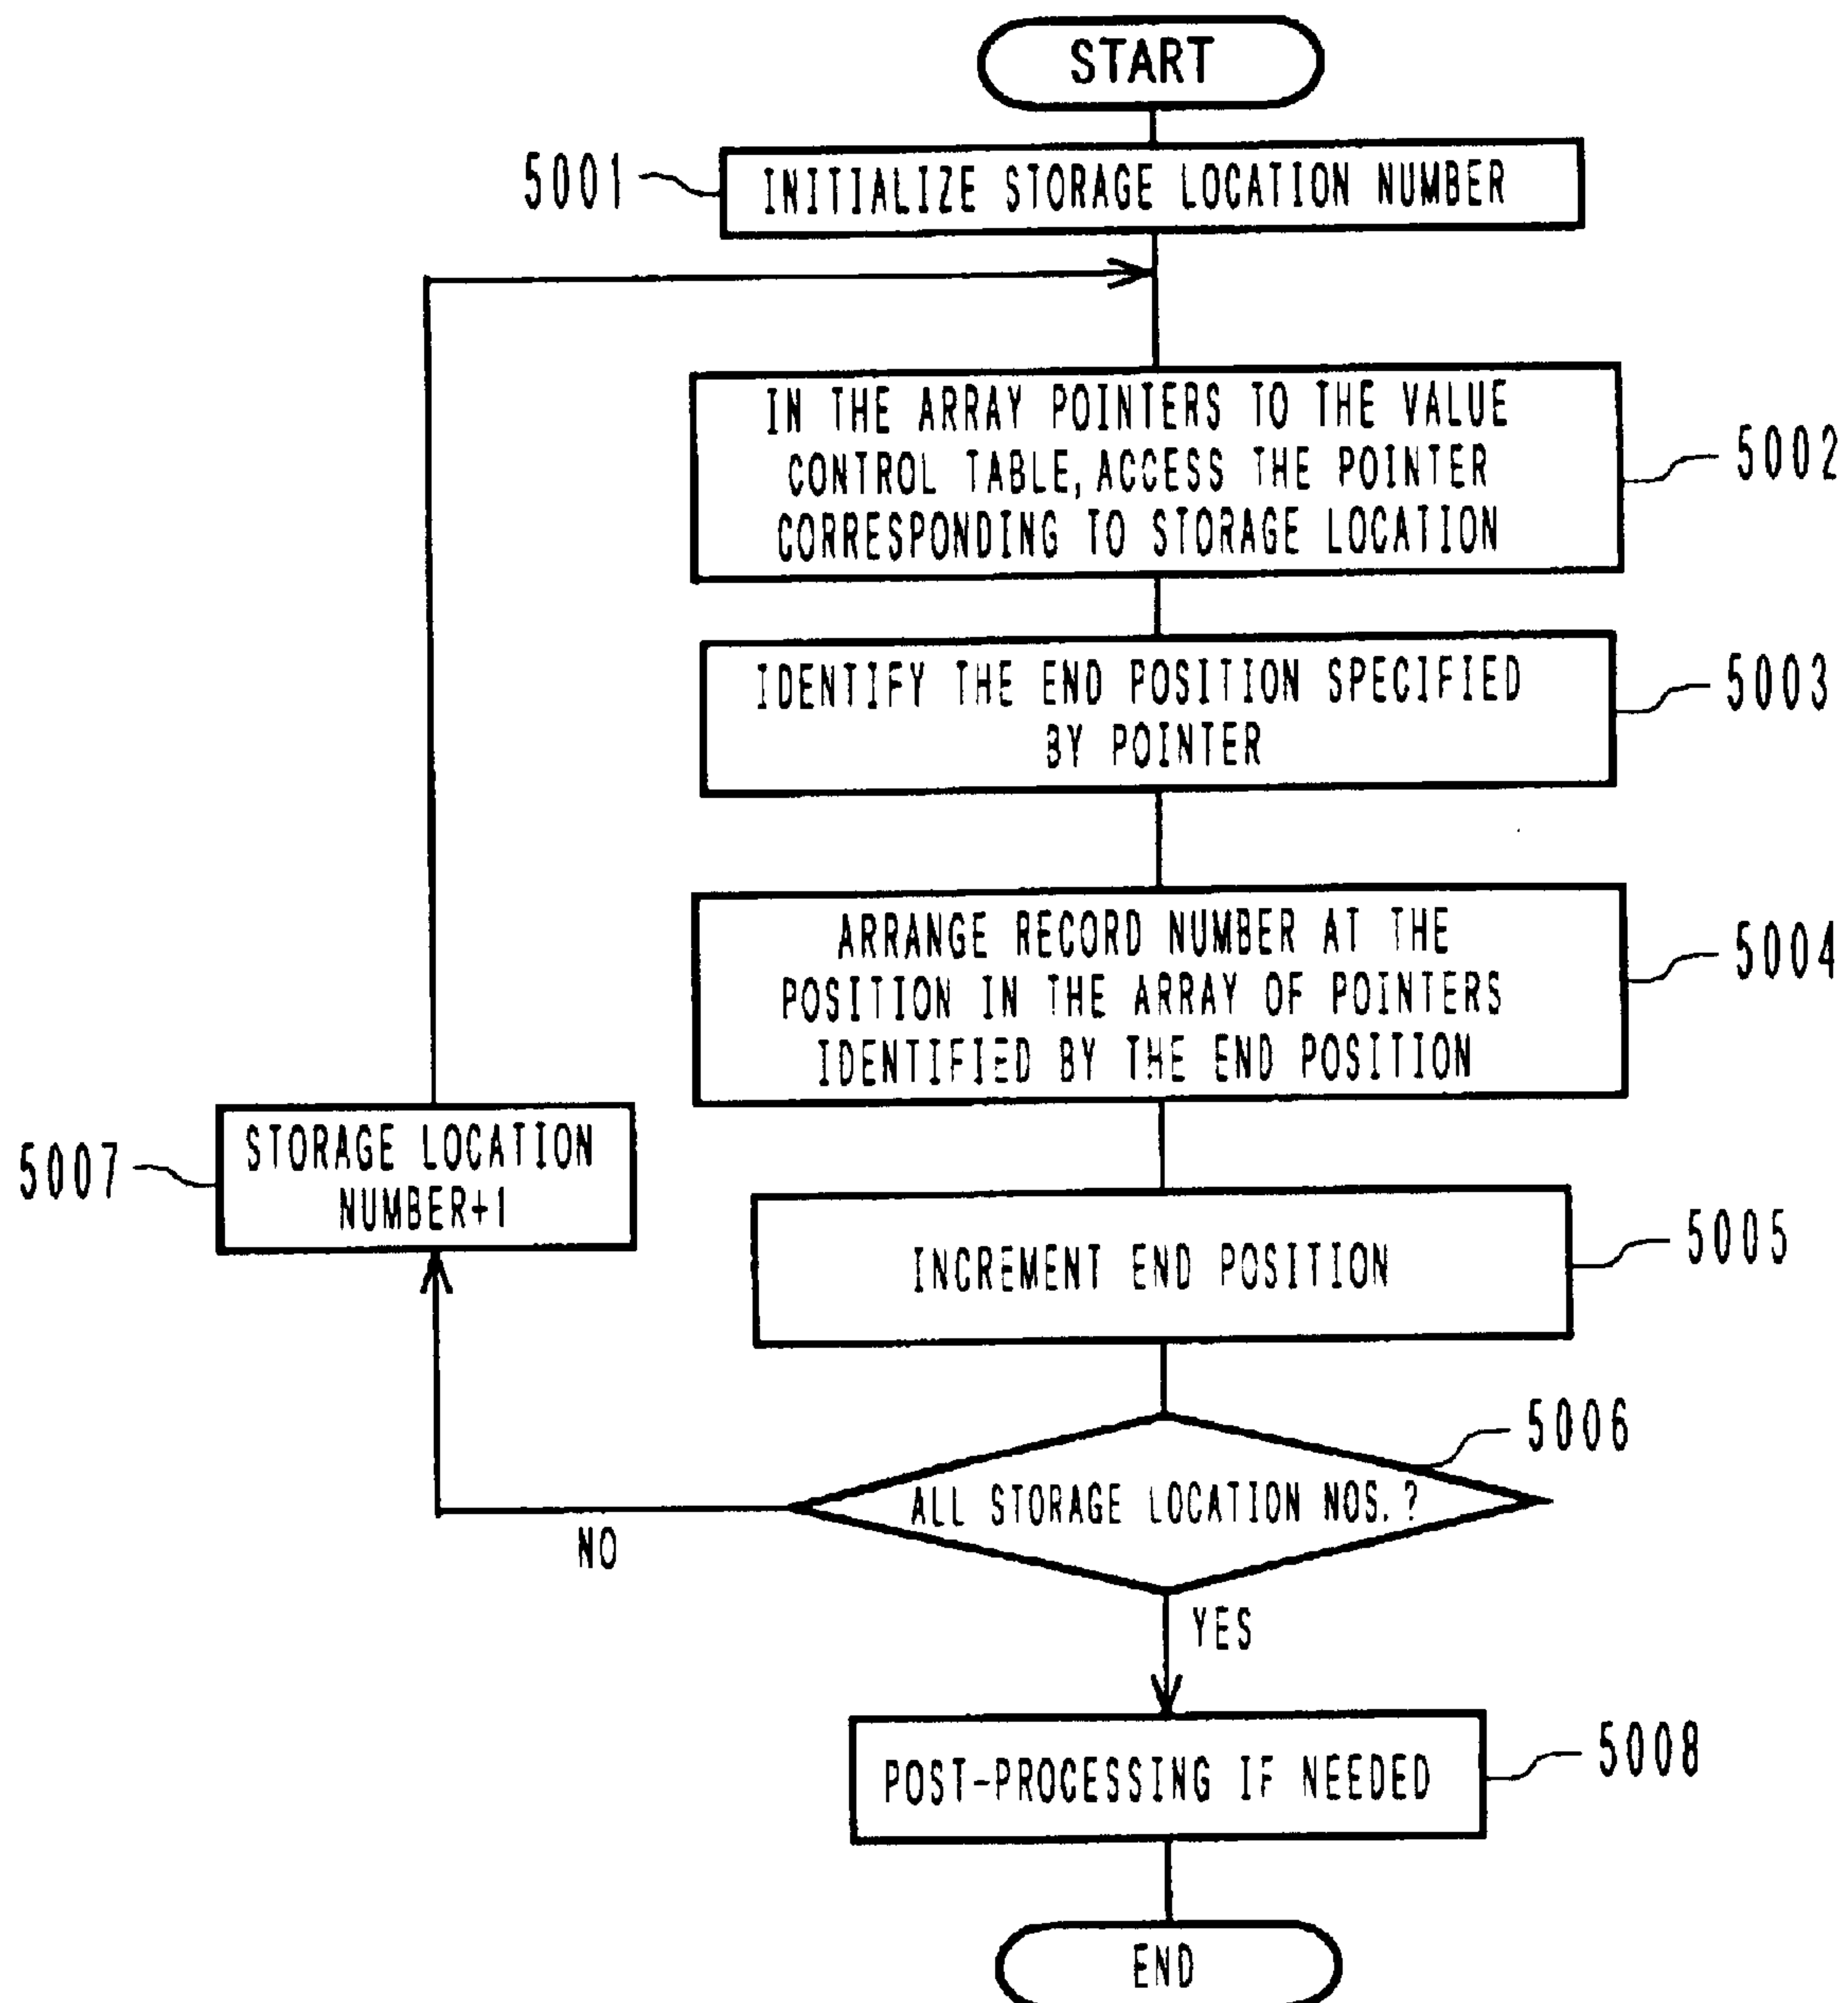 START
5001
INITIALIZE STORAGE LOCATION NUMBER
IN THE ARRAY POINTERS TO THE VALUE
CONTROL TABLE, ACCESS THE POINTER
CORRESPONDING TO STORAGE LOCATION
5002
IDENTIFY THE END POSITION SPECIFIED
BY POINTER
5003
ARRANGE RECORD NUMBER AT THE
POSITION IN THE ARRAY OF POINTERS
IDENTIFIED BY THE END POSITION
5004
5007
STORAGE LOCATION
NUMBER+1
INCREMENT END POSITION
5005
5006
ALL STORAGE LOCATION NOS.?
NO
YES
POST-PROCESSING IF NEEDED
5008
END